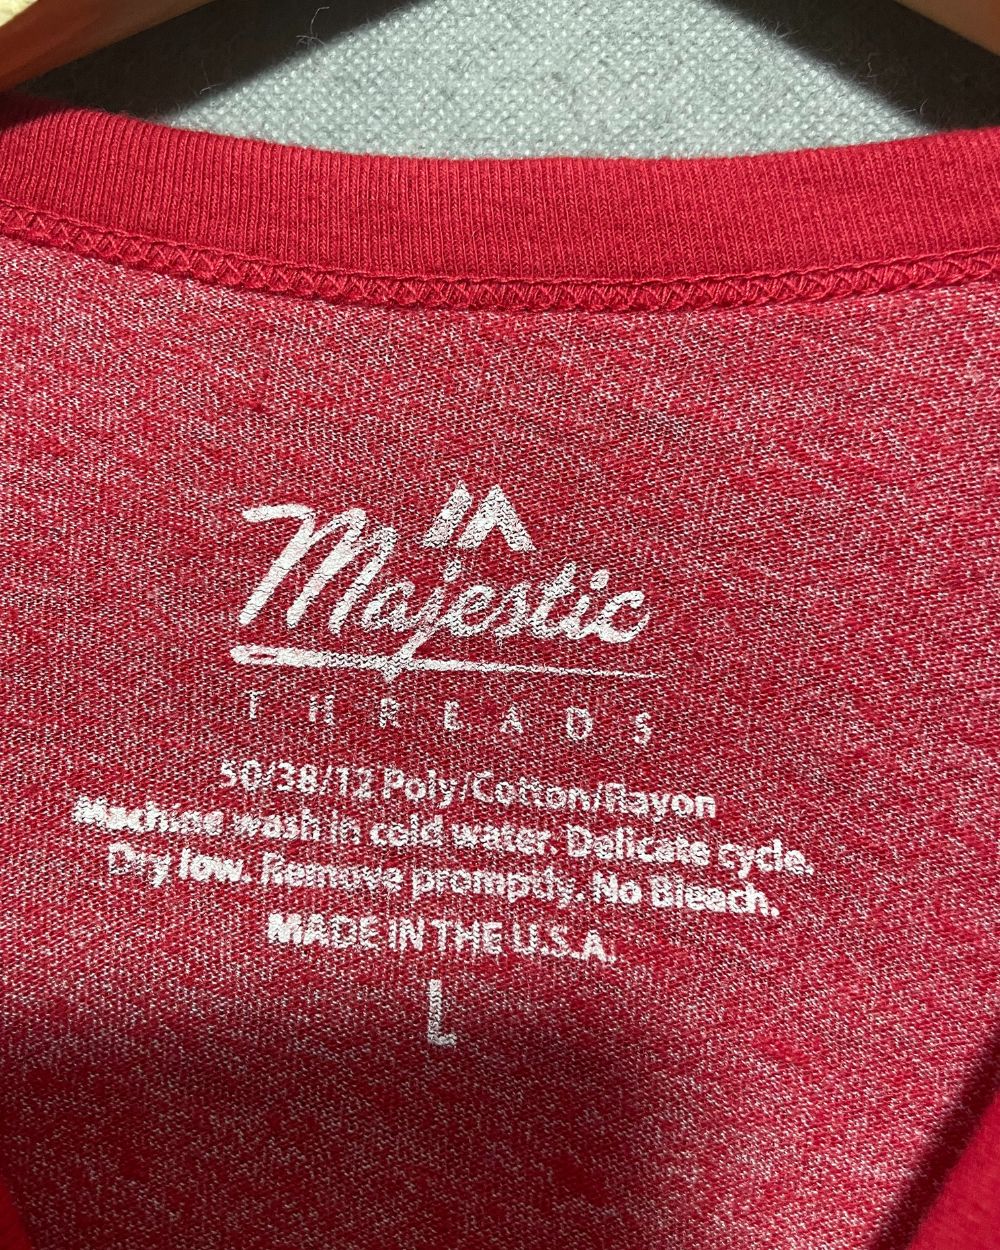 Majestic
THREADS
50/38/12 Poly/Cotton/Rayon
Machine wash in cold water. Delicate cycle.
Dry low. Remove promptly. No Bleach.
MADE IN THE U.S.A.
L